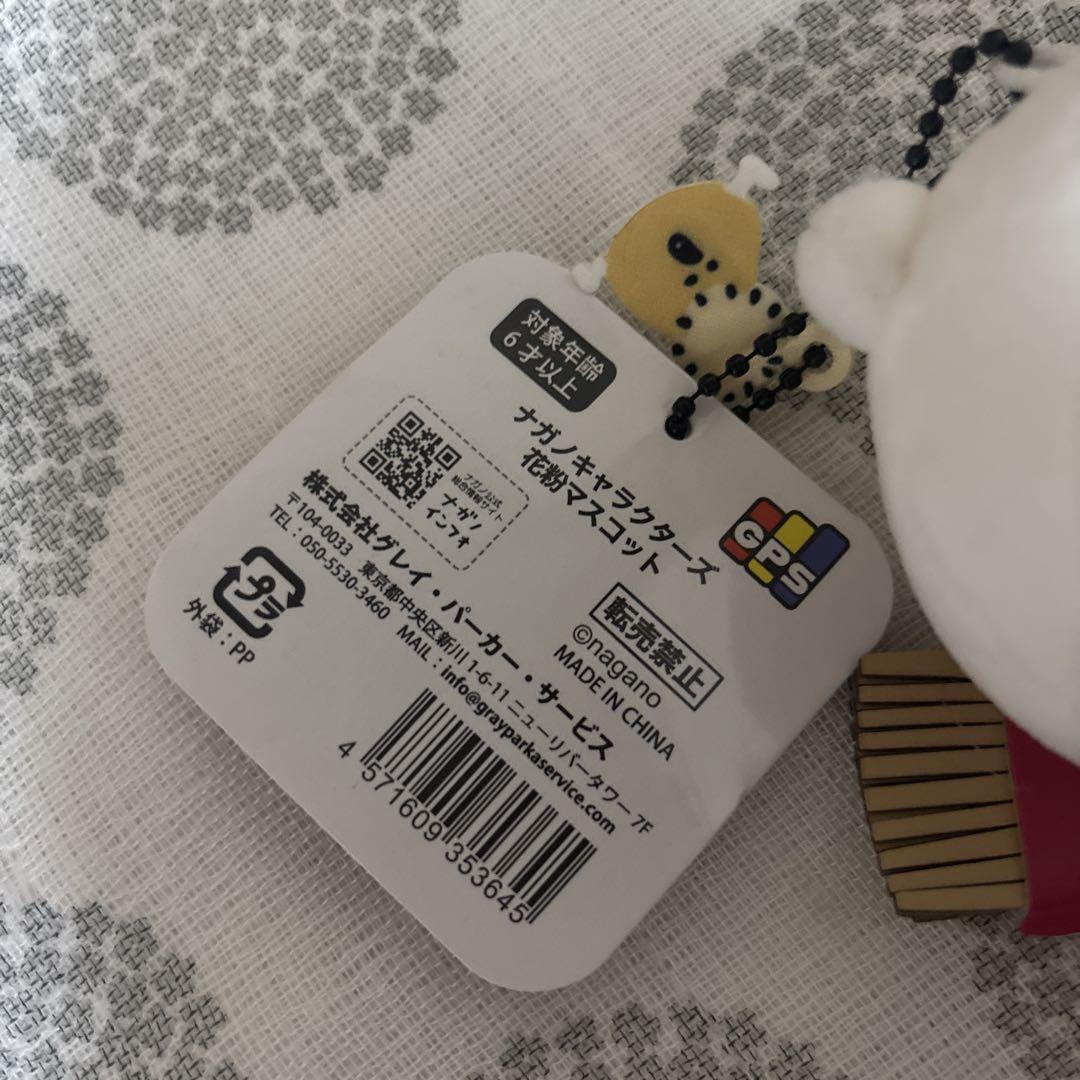 対象年齢
6才以上
ナガノキャラクターズ
花粉マスコット
GPS
ナガノ公式
総合情報サイト
ナガノ
インフォ
転売禁止
©nagano
MADE IN CHINA
株式会社グレイ・パーカー・サービス
〒104-0033 東京都中央区新川1-6-11 ニューリバータワー 7F
TEL：050-5530-3460 MAIL：info@grayparkaservice.com
プラ
外袋：PP
4 571609 353645